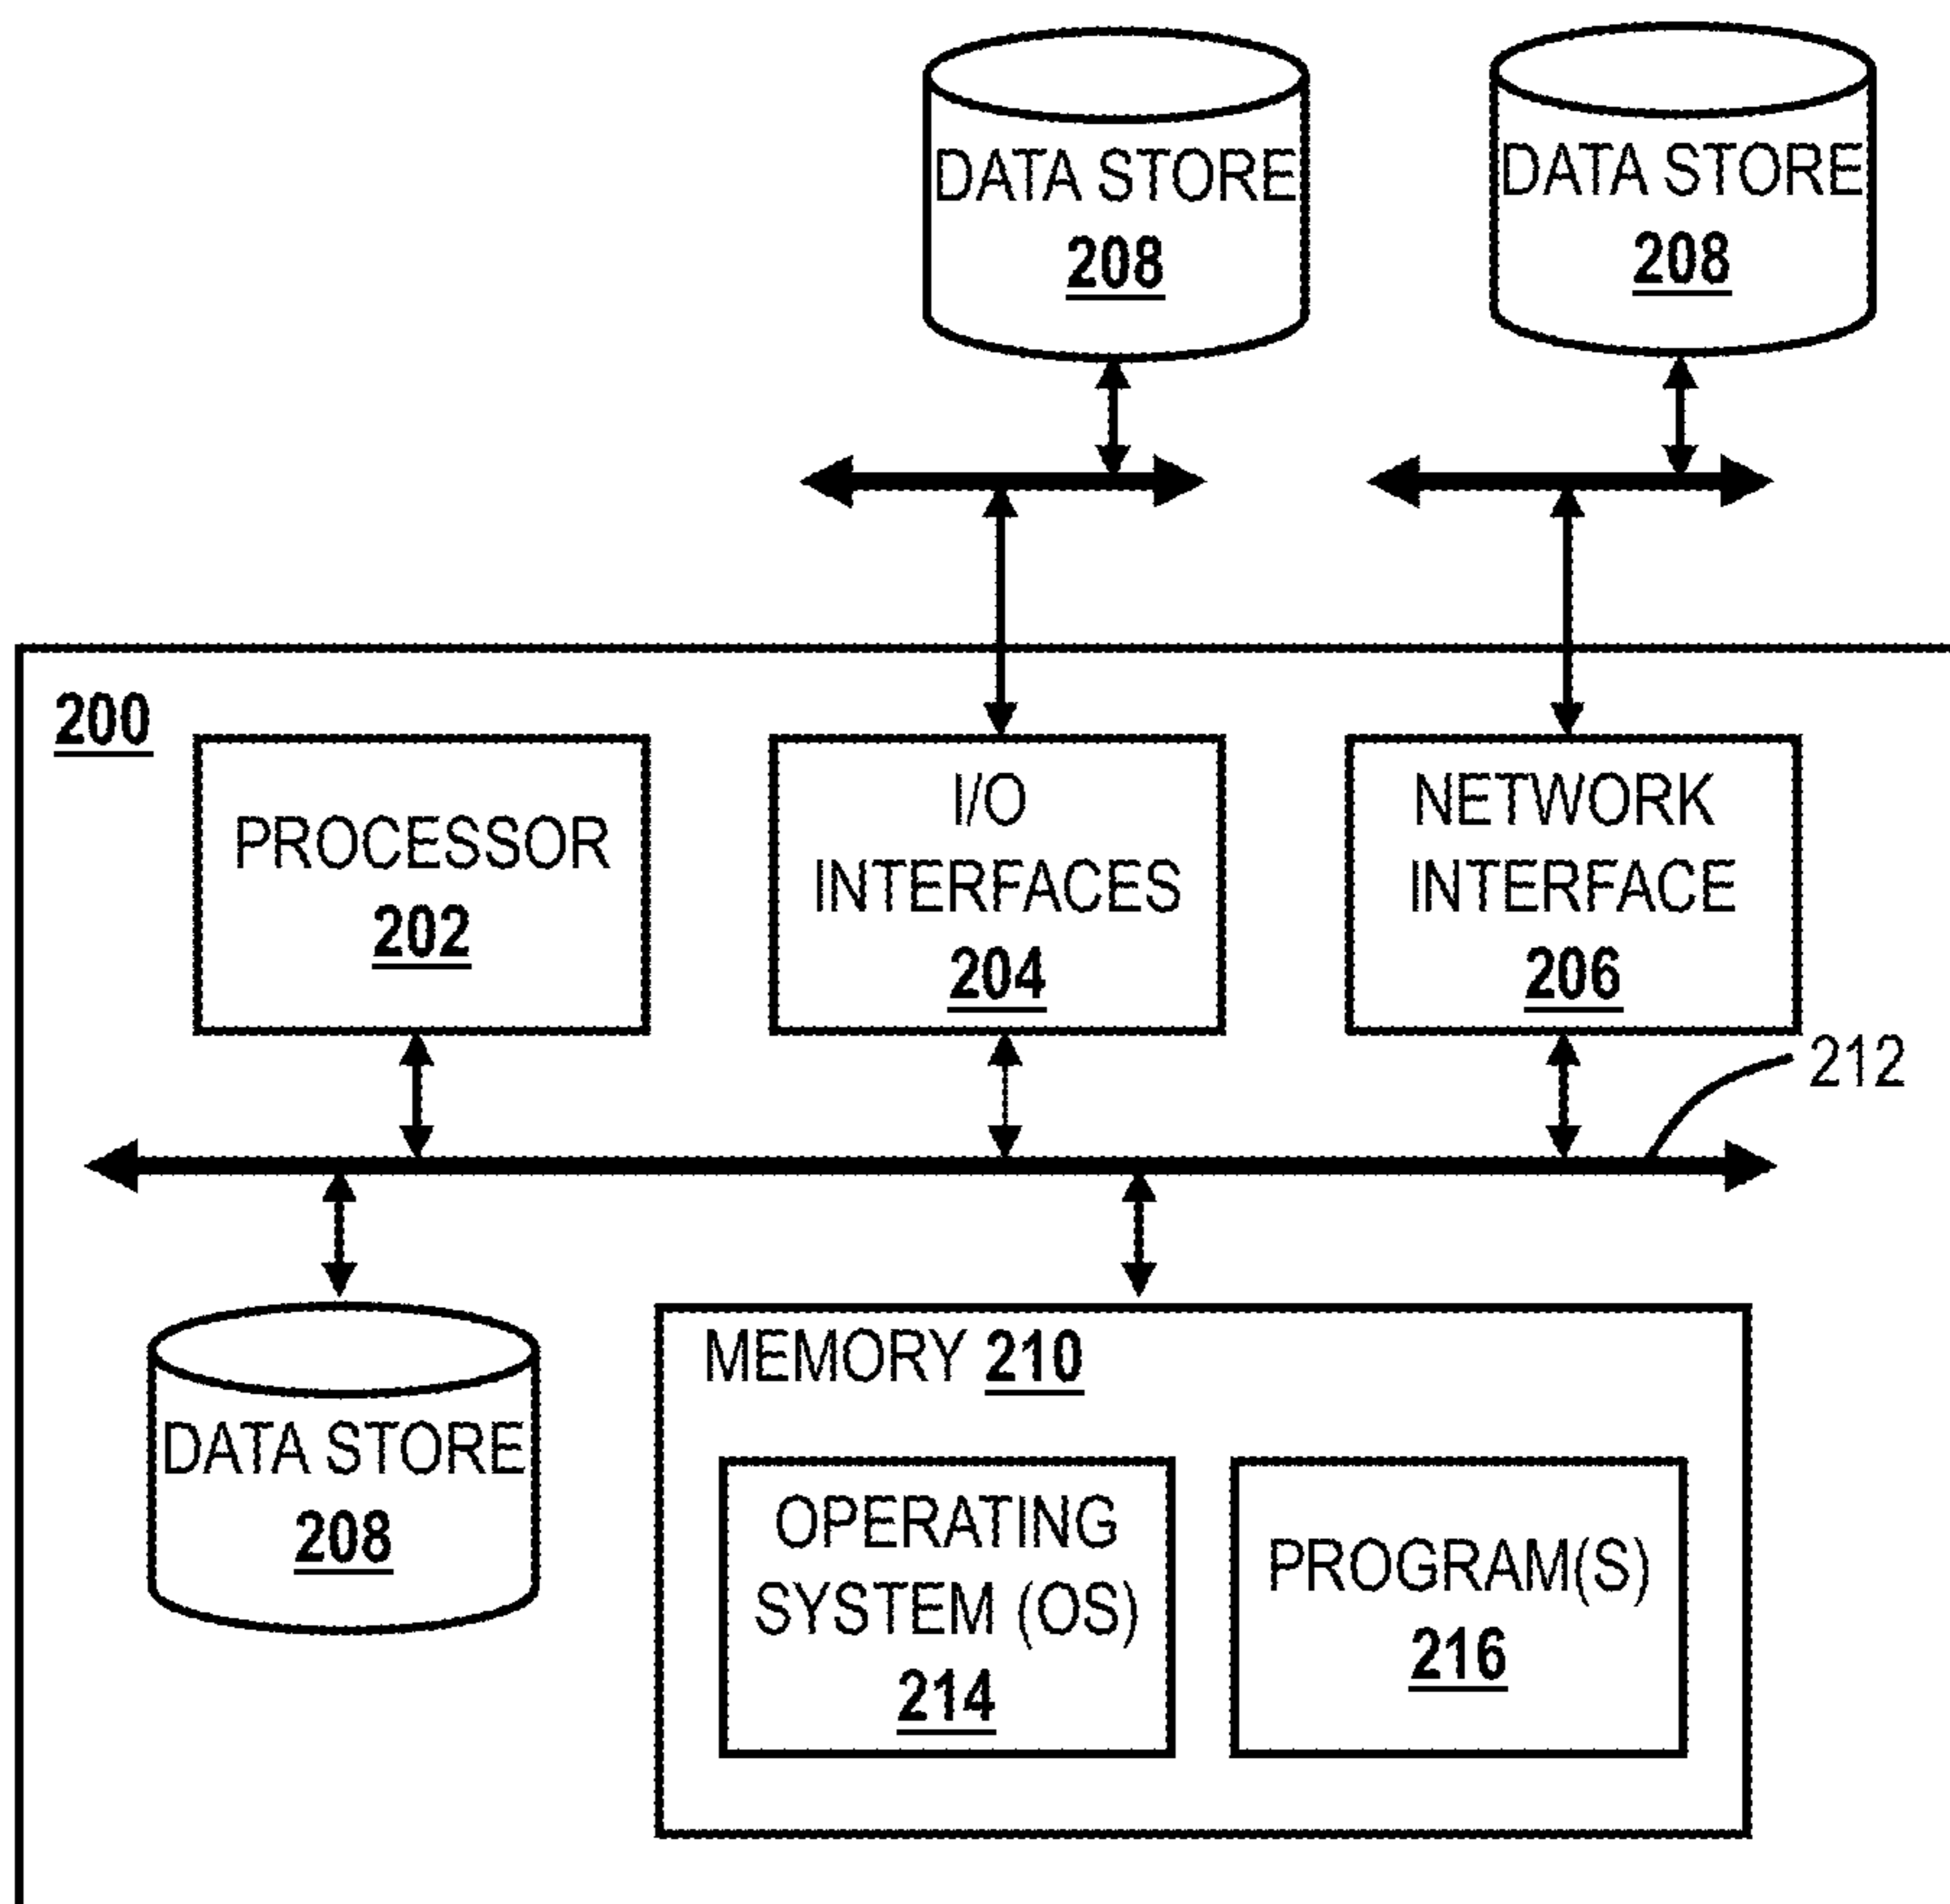 DATA STORE
208
DATA STORE
208
200
PROCESSOR
202
I/O
INTERFACES
204
NETWORK
INTERFACE
206
212
DATA STORE
208
MEMORY 210
OPERATING
SYSTEM (OS)
214
PROGRAM(S)
216